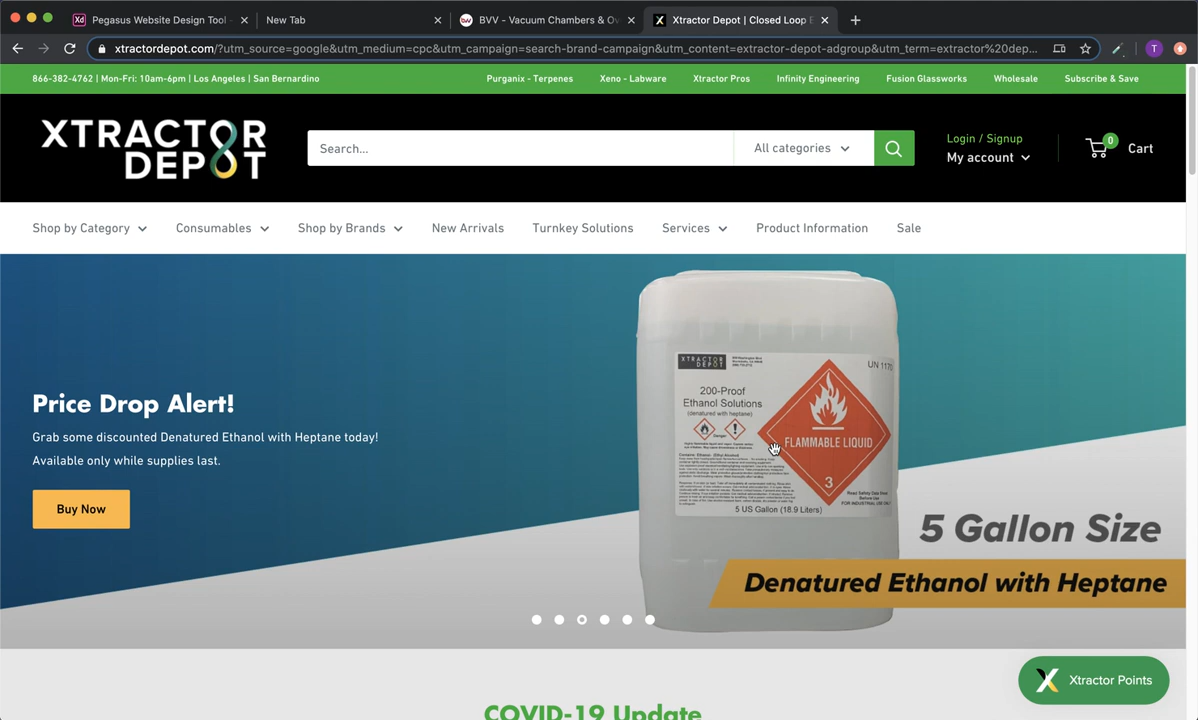 Pegasus Website Design Tool
New Tab
BVV - Vacuum Chambers & Ov
Xtractor Depot | Closed Loop E
xtractordepot.com/?utm_source=google&utm_medium=cpc&utm_campaign=search-brand-campaign&utm_content=extractor-depot-adgroup&utm_term=extractor%20dep...
T
866-382-4762 | Mon-Fri: 10am-6pm | Los Angeles | San Bernardino
Purganix - Terpenes
Xeno - Labware
Xtractor Pros
Infinity Engineering
Fusion Glassworks
Wholesale
Subscribe & Save
XTRACTOR
DEPOT
Search...
All categories
Login / Signup
My account
0
Cart
Shop by Category
Consumables
Shop by Brands
New Arrivals
Turnkey Solutions
Services
Product Information
Sale
Price Drop Alert!
Grab some discounted Denatured Ethanol with Heptane today!
Available only while supplies last.
Buy Now
XTRACTOR
DEPOT
UN 1170
200-Proof
Ethanol Solutions
(denatured with heptane)
Danger
FLAMMABLE LIQUID
3
5 US Gallon (18.9 Liters)
5 Gallon Size
Denatured Ethanol with Heptane
Xtractor Points
COVID-19 Update